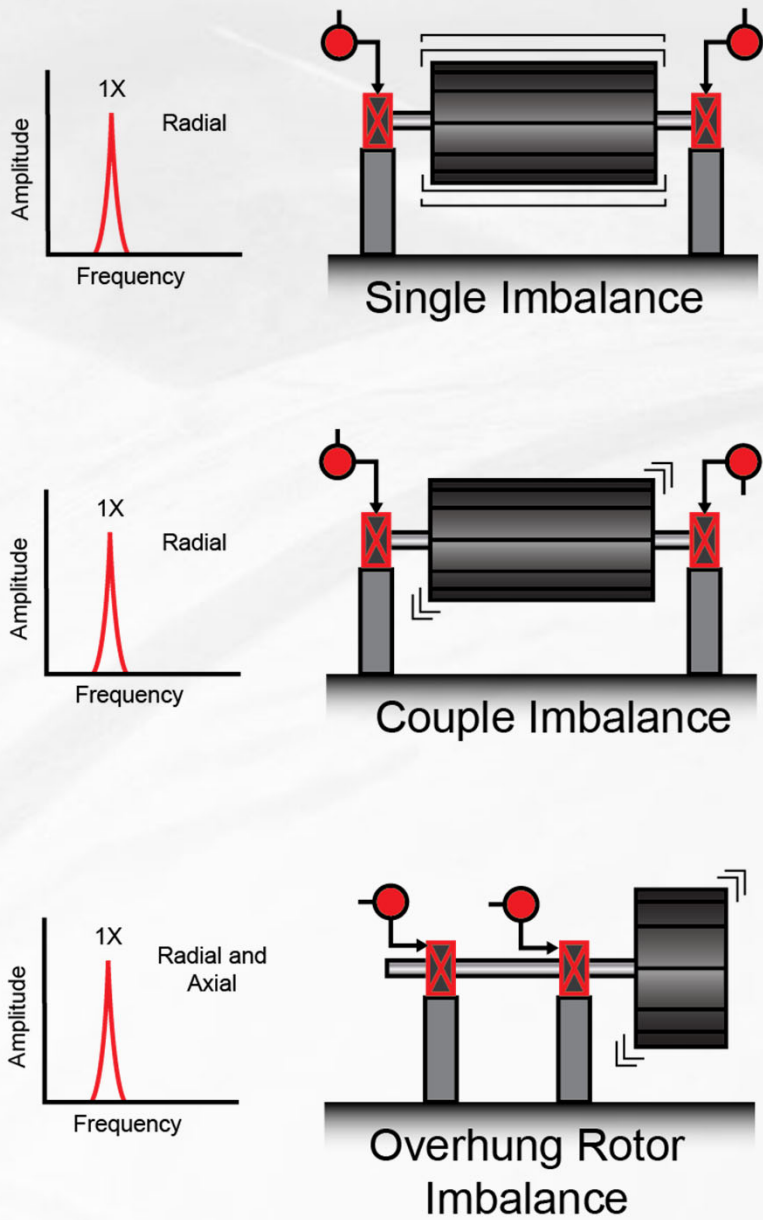 1X
Radial
Amplitude
Frequency
Single Imbalance
1X
Radial
Amplitude
Frequency
Couple Imbalance
1X
Radial and
Axial
Amplitude
Frequency
Overhung Rotor
Imbalance